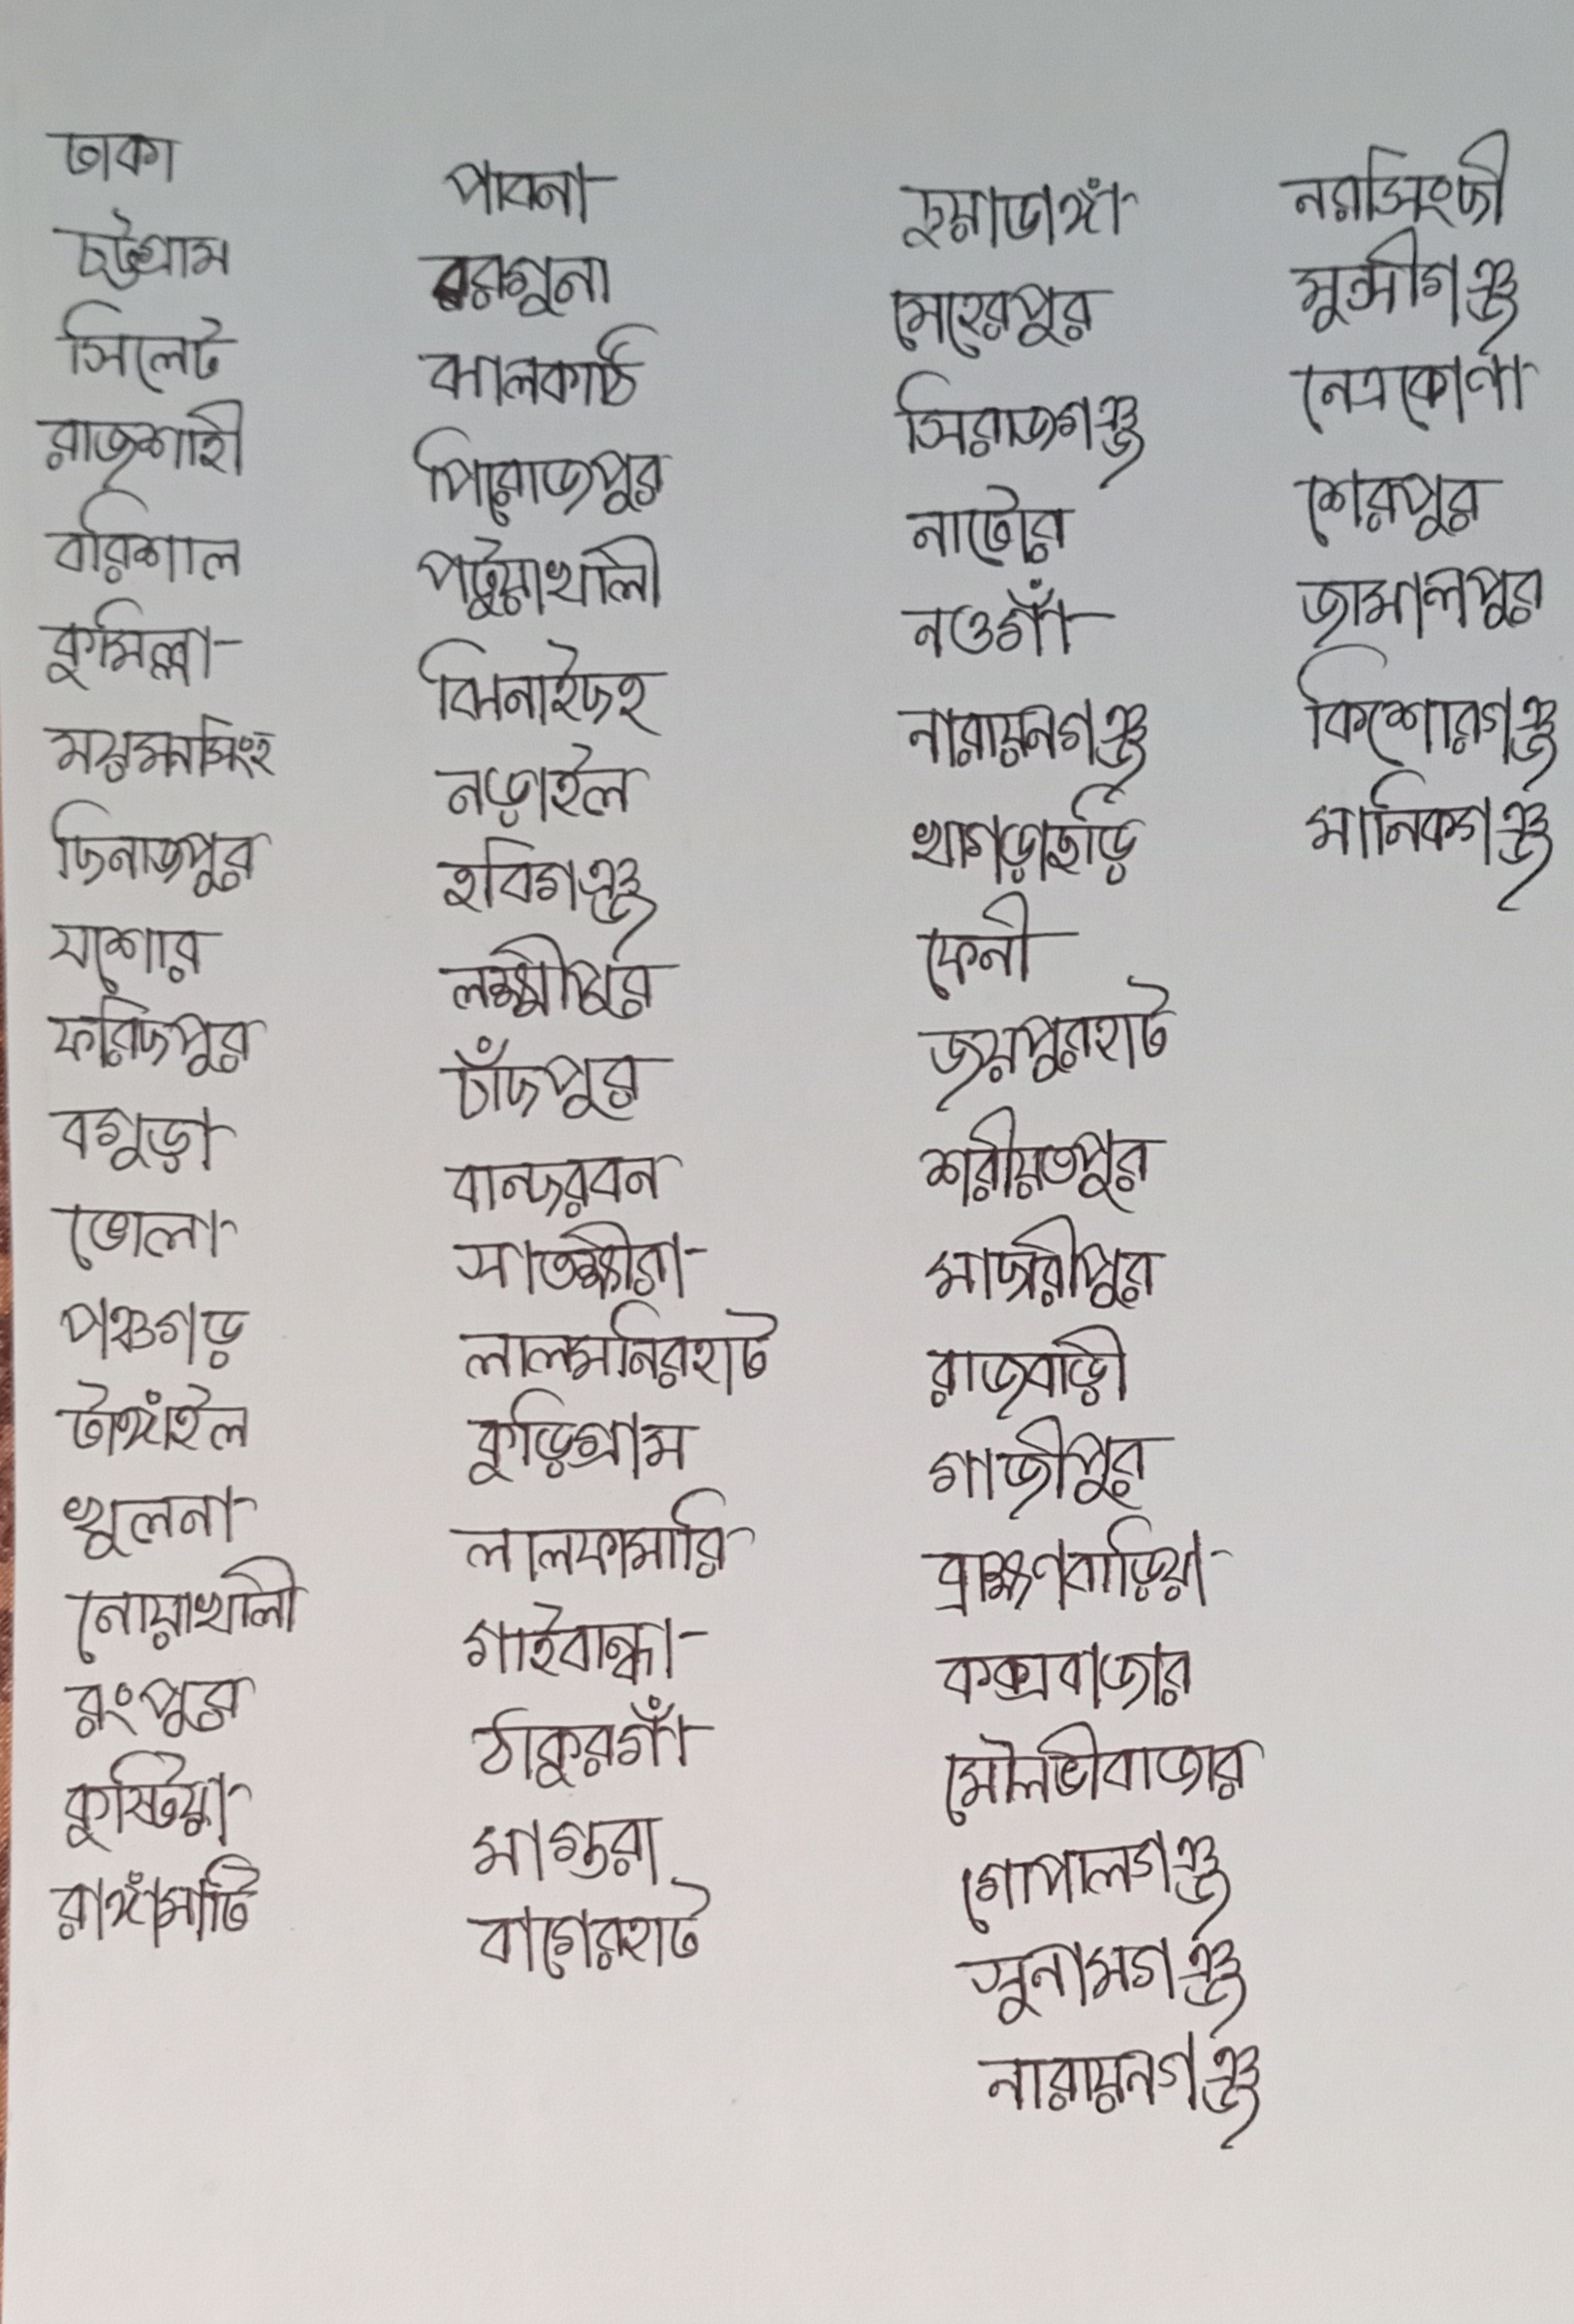 ঢাকা
চট্টগ্রাম
সিলেট
রাজশাহী
বরিশাল
কুমিল্লা
ময়মনসিংহ
দিনাজপুর
যশোর
ফরিদপুর
বগুড়া
ভোলা
পঞ্চগড়
টাঙ্গাইল
খুলনা
নোয়াখালী
রংপুর
কুষ্টিয়া
রাঙ্গামাটি
পাবনা
বরগুনা
ঝালকাঠি
পিরোজপুর
পটুয়াখালী
ঝিনাইদহ
নড়াইল
হবিগঞ্জ
লক্ষ্মীপুর
চাঁদপুর
বান্দরবন
সাতক্ষীরা
লালমনিরহাট
কুড়িগ্রাম
লালফামারি
গাইবান্ধা
ঠাকুরগাঁ
মাগুরা
বাগেরহাট
চুয়াডাঙ্গা
মেহেরপুর
সিরাজগঞ্জ
নাটোর
নওগাঁ
নারায়নগঞ্জ
খাগড়াছড়ি
ফেনী
জয়পুরহাট
শরীয়তপুর
মাদারীপুর
রাজবাড়ী
গাজীপুর
ব্রাহ্মণবাড়িয়া
কক্সবাজার
মৌলভীবাজার
গোপালগঞ্জ
সুনামগঞ্জ
নারায়নগঞ্জ
নরসিংদী
মুন্সীগঞ্জ
নেত্রকোণা
শেরপুর
জামালপুর
কিশোরগঞ্জ
মানিকগঞ্জ